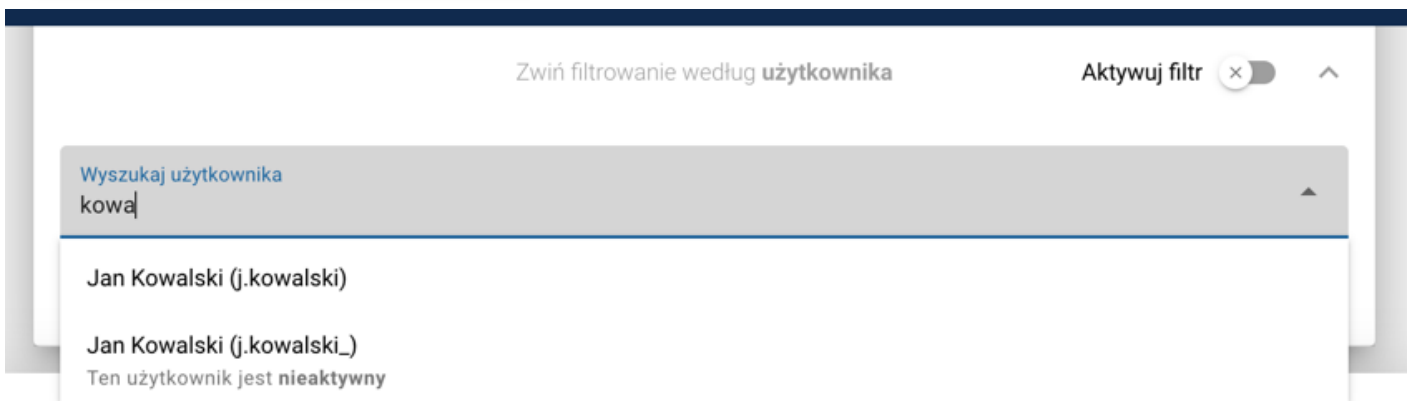 Zwiń filtrowanie według użytkownika
Aktywuj filtr
Wyszukaj użytkownika
kowa
Jan Kowalski (j.kowalski)
Jan Kowalski (j.kowalski_)
Ten użytkownik jest nieaktywny